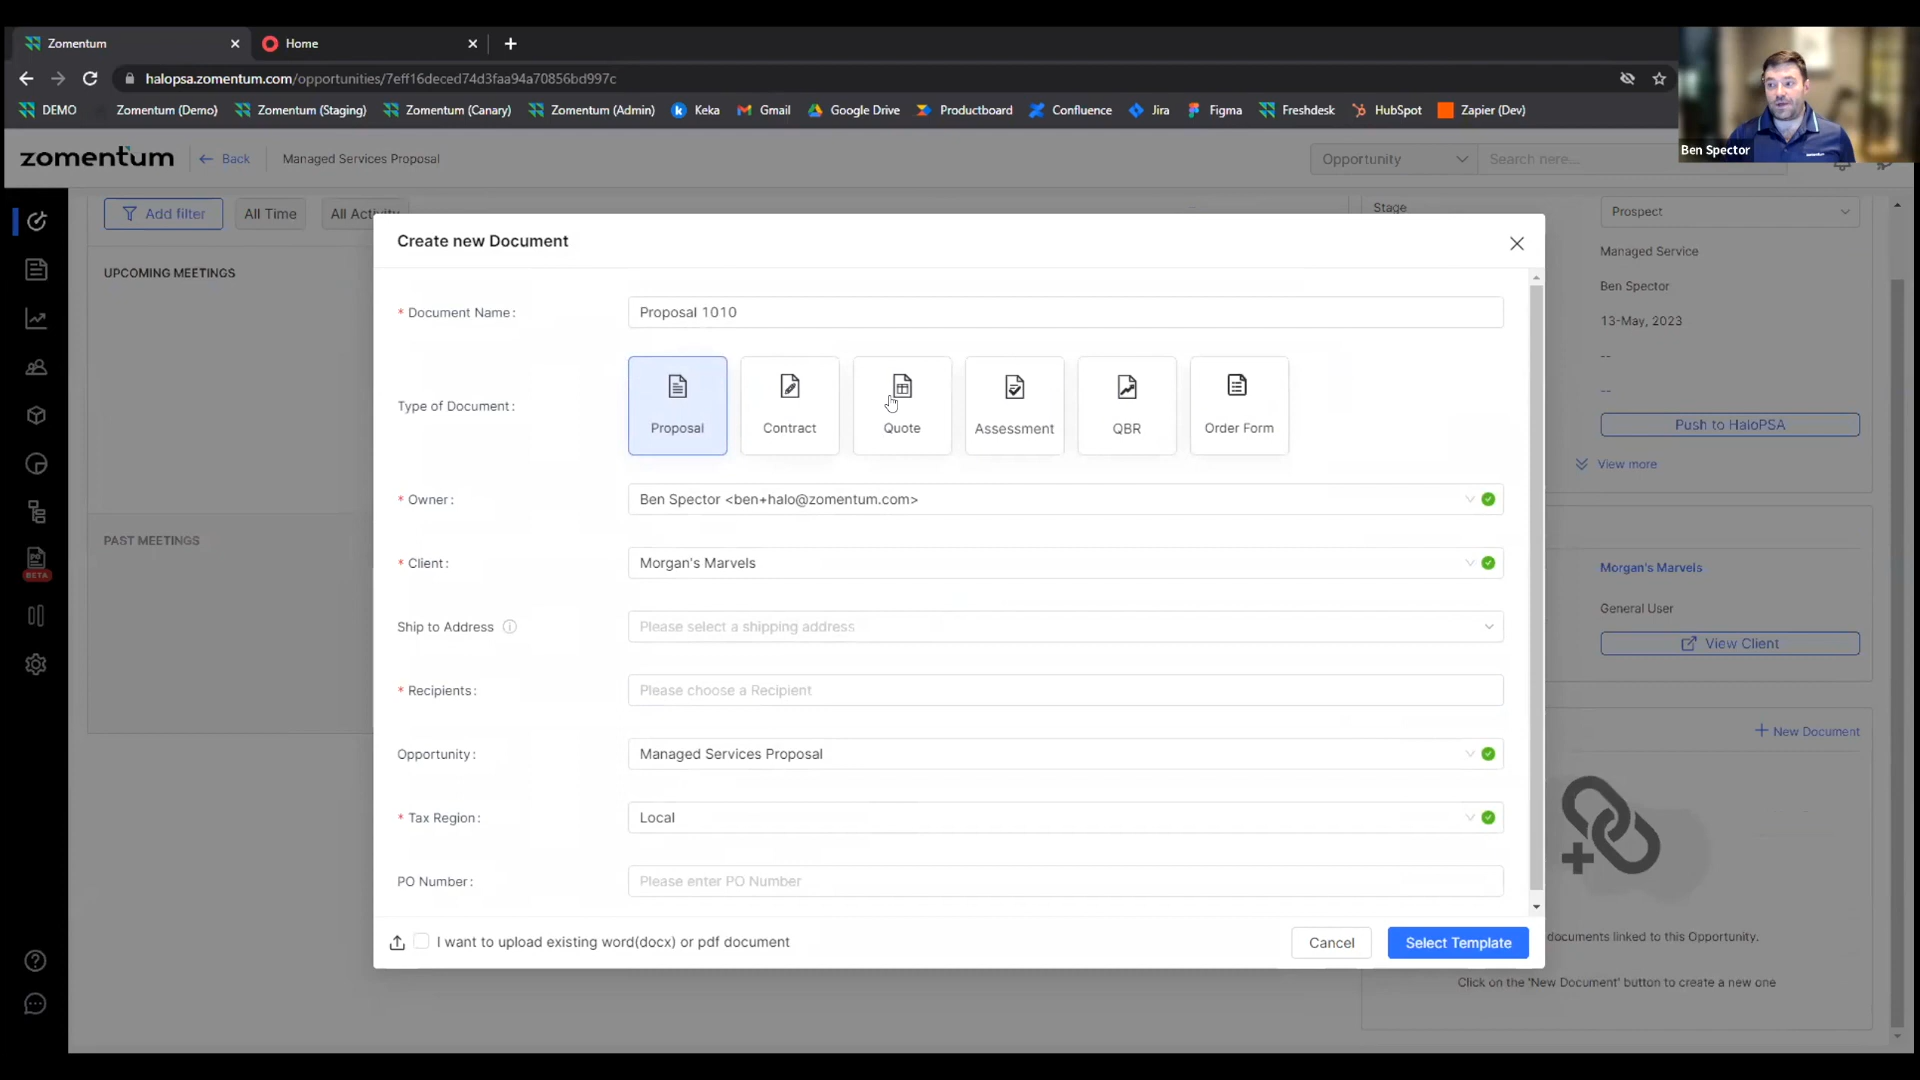 Zomentum
Home
halopsa.zomentum.com/opportunities/7eff16deced74d3faa94a70856bd997c
DEMO
Zomentum (Demo)
Zomentum (Staging)
Zomentum (Canary)
Zomentum (Admin)
Keka
Gmail
Google Drive
Productboard
Confluence
Jira
Figma
Freshdesk
HubSpot
Zapier (Dev)
Ben Spector
zomentum
Back
Managed Services Proposal
Opportunity
Search here...
Add filter
All Time
All Activity
Stage
Prospect
UPCOMING MEETINGS
PAST MEETINGS
BETA
Create new Document
* Document Name:
Proposal 1010
Type of Document:
Proposal
Contract
Quote
Assessment
QBR
Order Form
* Owner:
Ben Spector <ben+halo@zomentum.com>
* Client:
Morgan's Marvels
Ship to Address
Please select a shipping address
* Recipients:
Please choose a Recipient
Opportunity:
Managed Services Proposal
* Tax Region:
Local
PO Number:
Please enter PO Number
I want to upload existing word(docx) or pdf document
Cancel
Select Template
Managed Service
Ben Spector
13-May, 2023
--
--
Push to HaloPSA
View more
Morgan's Marvels
General User
View Client
New Document
documents linked to this Opportunity.
Click on the 'New Document' button to create a new one